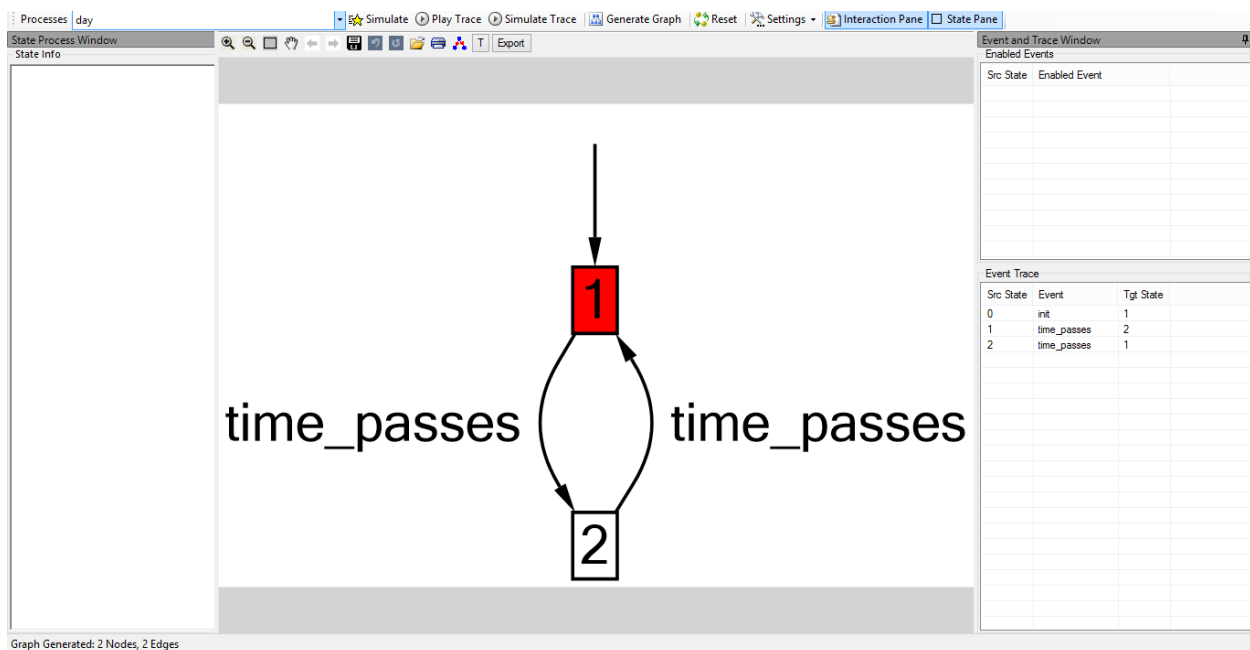 Processes day Simulate Play Trace Simulate Trace Generate Graph Reset Settings Interaction Pane State Pane
State Process Window
State Info
T Export
Event and Trace Window
Enabled Events
Src State Enabled Event
1
time_passes time_passes
2
Event Trace
Src State Event Tgt State
0 init 1
1 time_passes 2
2 time_passes 1
Graph Generated: 2 Nodes, 2 Edges